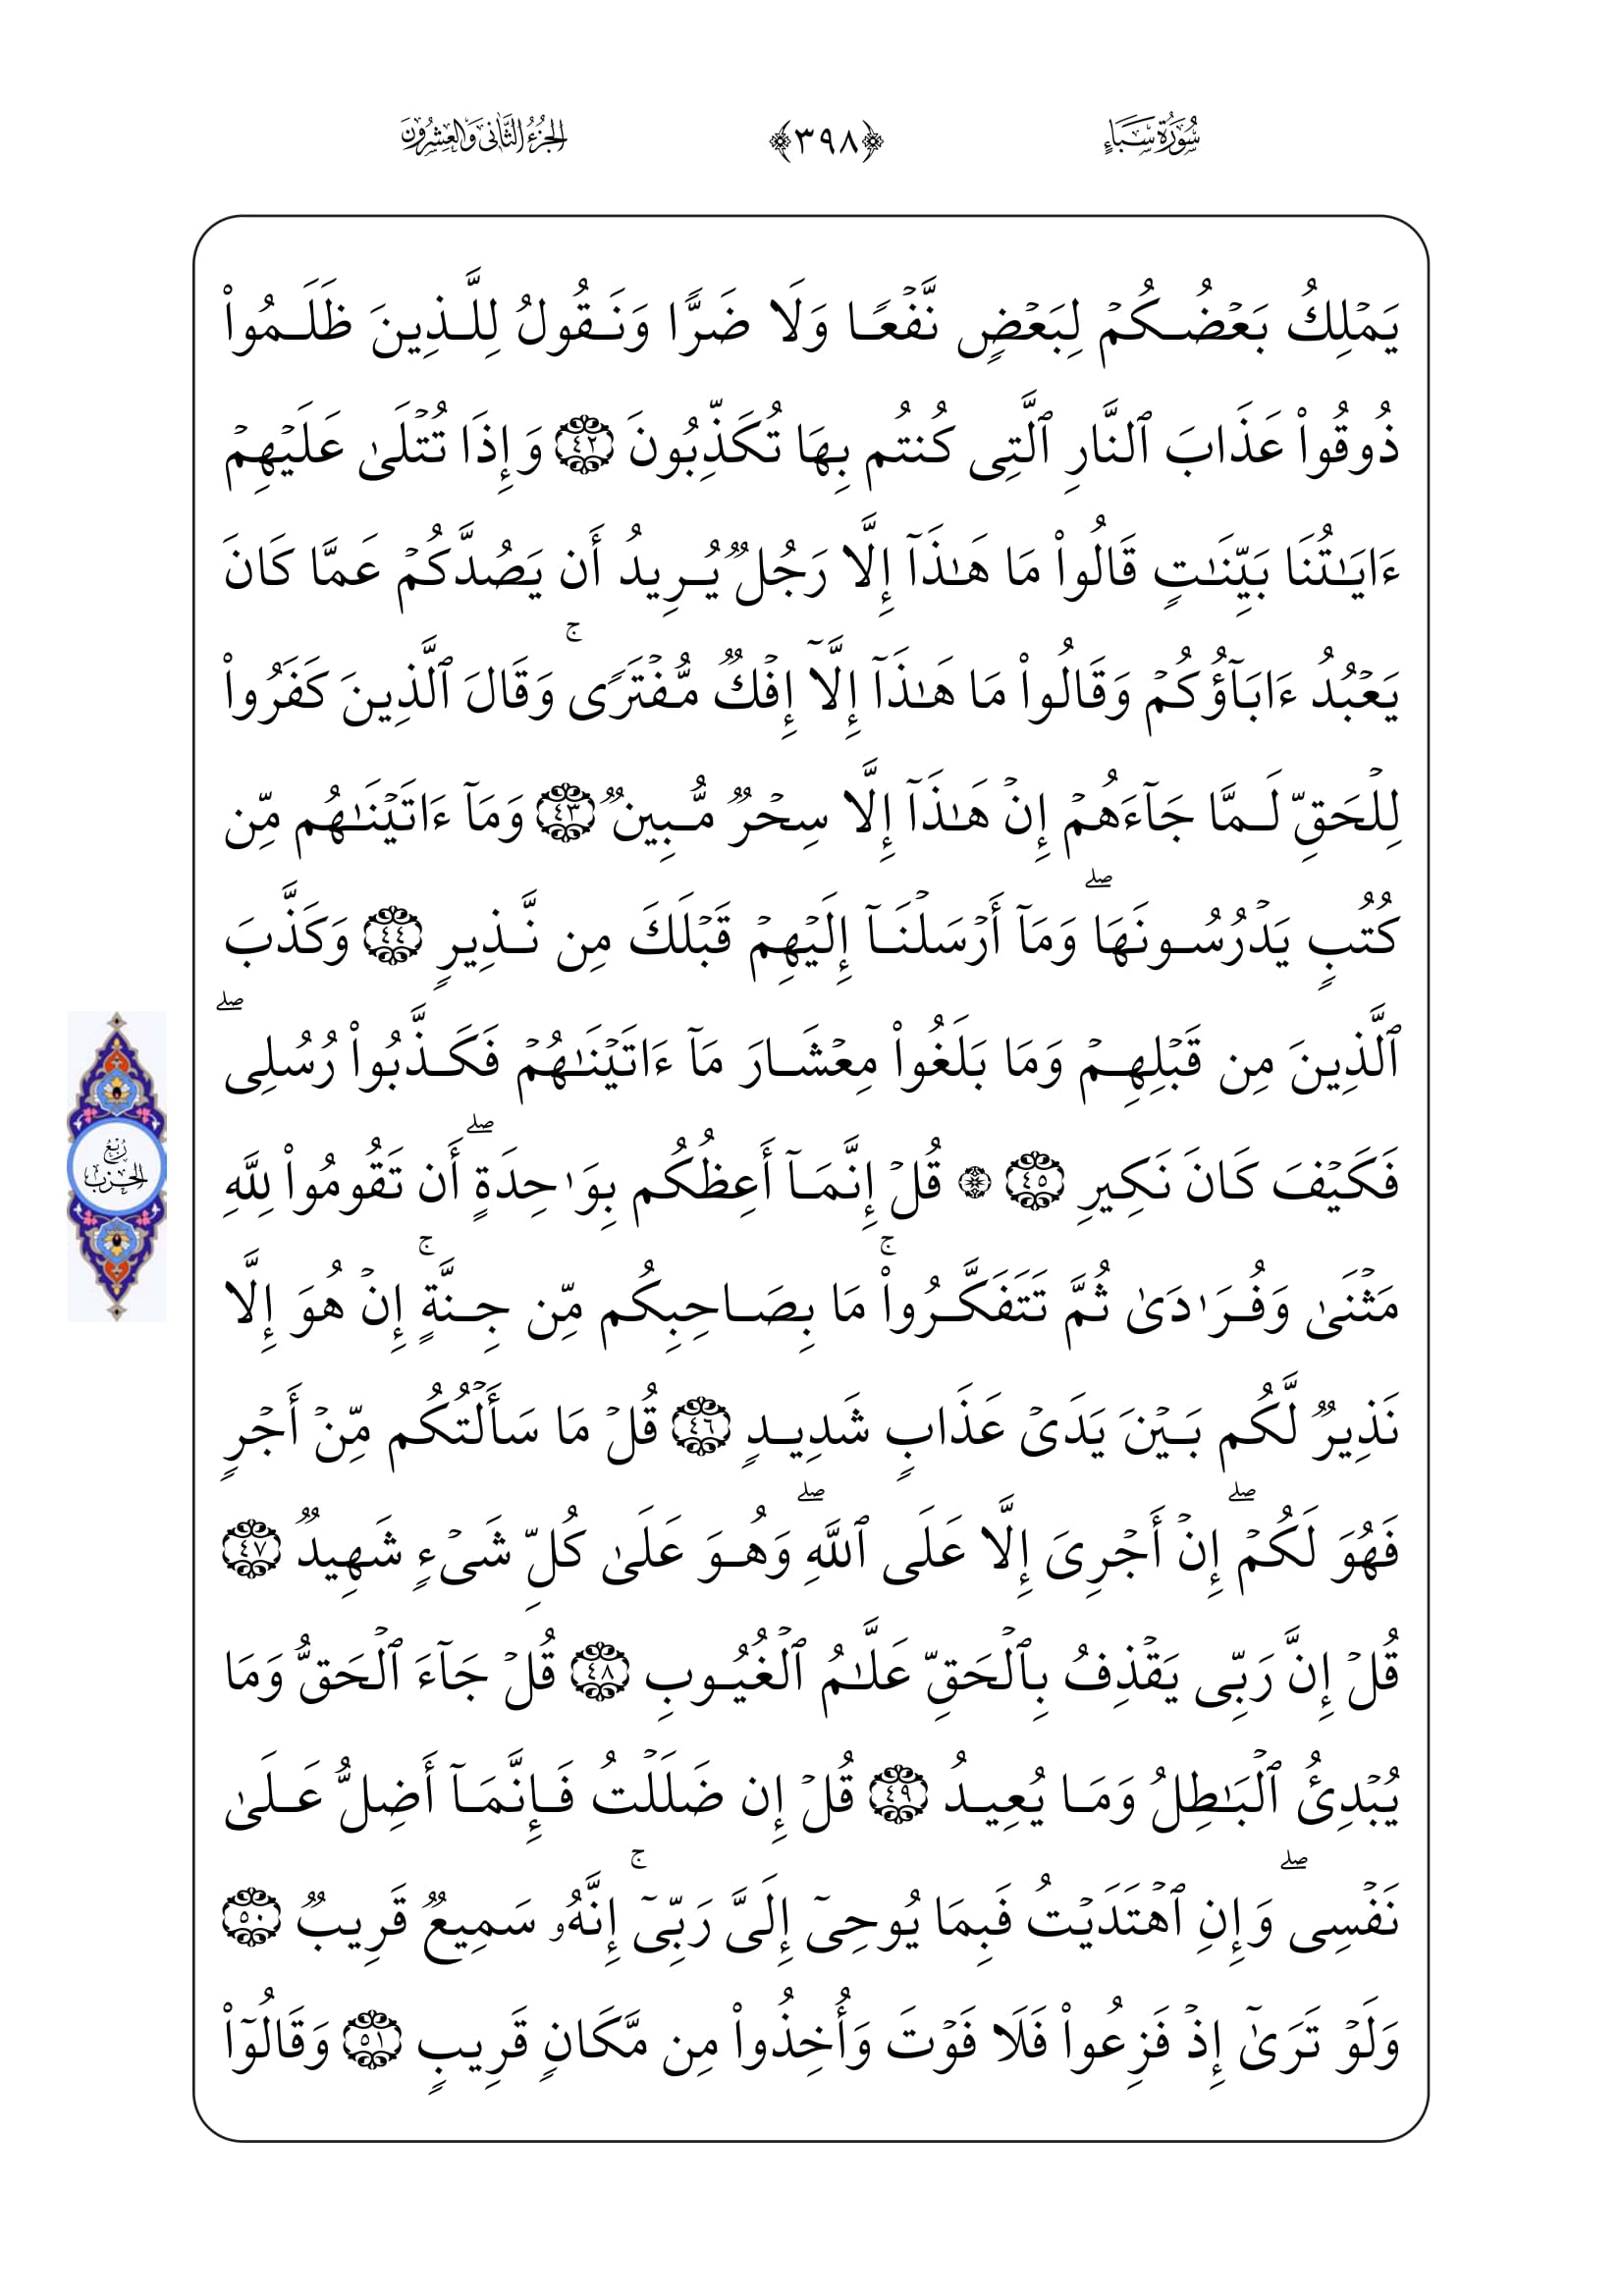 سُورَةُ سَبَإٍ
﴿٣٩٨﴾
الجُزْءُ الثَّانِي وَالعِشْرُونَ
يَمْلِكُ بَعْضُكُمْ لِبَعْضٍ نَّفْعًا وَلَا ضَرًّا وَنَقُولُ لِلَّذِينَ ظَلَمُواْ
ذُوقُواْ عَذَابَ ٱلنَّارِ ٱلَّتِى كُنتُم بِهَا تُكَذِّبُونَ ٤٢ وَإِذَا تُتْلَىٰ عَلَيْهِمْ
ءَايَـٰتُنَا بَيِّنَـٰتٍ قَالُواْ مَا هَـٰذَآ إِلَّا رَجُلٌ يُرِيدُ أَن يَصُدَّكُمْ عَمَّا كَانَ
يَعْبُدُ ءَابَآؤُكُمْ وَقَالُواْ مَا هَـٰذَآ إِلَّآ إِفْكٌ مُّفْتَرًى ۚ وَقَالَ ٱلَّذِينَ كَفَرُواْ
لِلْحَقِّ لَمَّا جَآءَهُمْ إِنْ هَـٰذَآ إِلَّا سِحْرٌ مُّبِينٌ ٤٣ وَمَآ ءَاتَيْنَـٰهُم مِّن
كُتُبٍ يَدْرُسُونَهَا ۖ وَمَآ أَرْسَلْنَآ إِلَيْهِمْ قَبْلَكَ مِن نَّذِيرٍ ٤٤ وَكَذَّبَ
ٱلَّذِينَ مِن قَبْلِهِمْ وَمَا بَلَغُواْ مِعْشَارَ مَآ ءَاتَيْنَـٰهُمْ فَكَذَّبُواْ رُسُلِى ۖ
فَكَيْفَ كَانَ نَكِيرِ ٤٥ ۞ قُلْ إِنَّمَآ أَعِظُكُم بِوَٰحِدَةٍ ۖ أَن تَقُومُواْ لِلَّهِ
مَثْنَىٰ وَفُرَٰدَىٰ ثُمَّ تَتَفَكَّرُواْ ۚ مَا بِصَاحِبِكُم مِّن جِنَّةٍ ۚ إِنْ هُوَ إِلَّا
نَذِيرٌ لَّكُم بَيْنَ يَدَىْ عَذَابٍ شَدِيدٍ ٤٦ قُلْ مَا سَأَلْتُكُم مِّنْ أَجْرٍ
فَهُوَ لَكُمْ ۖ إِنْ أَجْرِىَ إِلَّا عَلَى ٱللَّهِ ۖ وَهُوَ عَلَىٰ كُلِّ شَىْءٍ شَهِيدٌ ٤٧
قُلْ إِنَّ رَبِّى يَقْذِفُ بِٱلْحَقِّ عَلَّـٰمُ ٱلْغُيُوبِ ٤٨ قُلْ جَآءَ ٱلْحَقُّ وَمَا
يُبْدِئُ ٱلْبَـٰطِلُ وَمَا يُعِيدُ ٤٩ قُلْ إِن ضَلَلْتُ فَإِنَّمَآ أَضِلُّ عَلَىٰ
نَفْسِى ۖ وَإِنِ ٱهْتَدَيْتُ فَبِمَا يُوحِىٓ إِلَىَّ رَبِّىٓ ۚ إِنَّهُۥ سَمِيعٌ قَرِيبٌ ٥٠
وَلَوْ تَرَىٰٓ إِذْ فَزِعُواْ فَلَا فَوْتَ وَأُخِذُواْ مِن مَّكَانٍ قَرِيبٍ ٥١ وَقَالُوٓاْ
رُبْعُ
الحِزْبِ